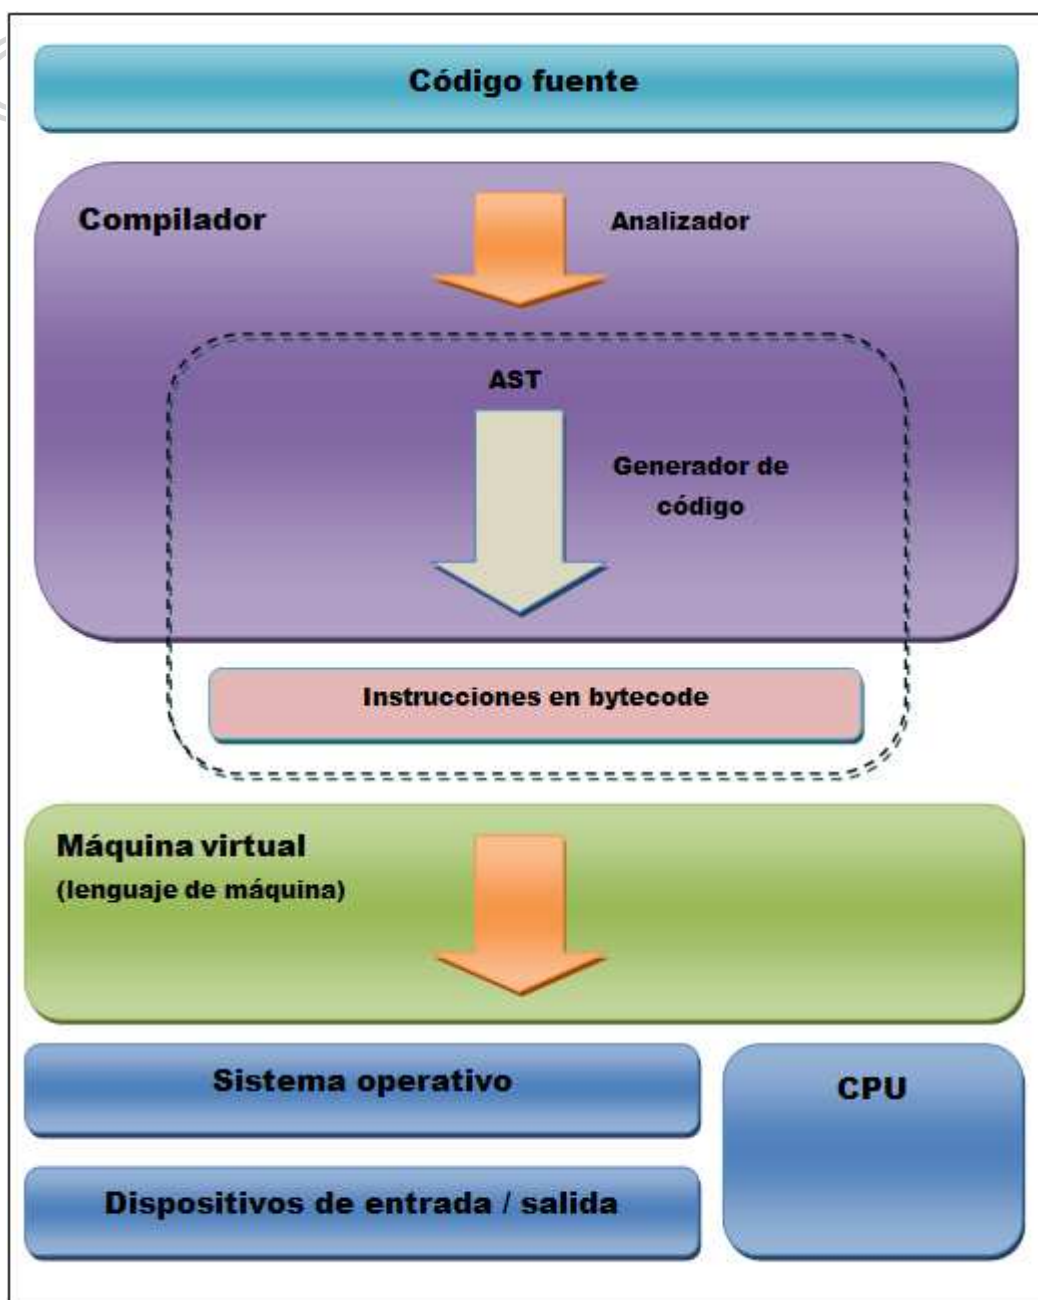 Código fuente
Compilador
Analizador
AST
Generador de
código
Instrucciones en bytecode
Máquina virtual
(lenguaje de máquina)
Sistema operativo
CPU
Dispositivos de entrada / salida